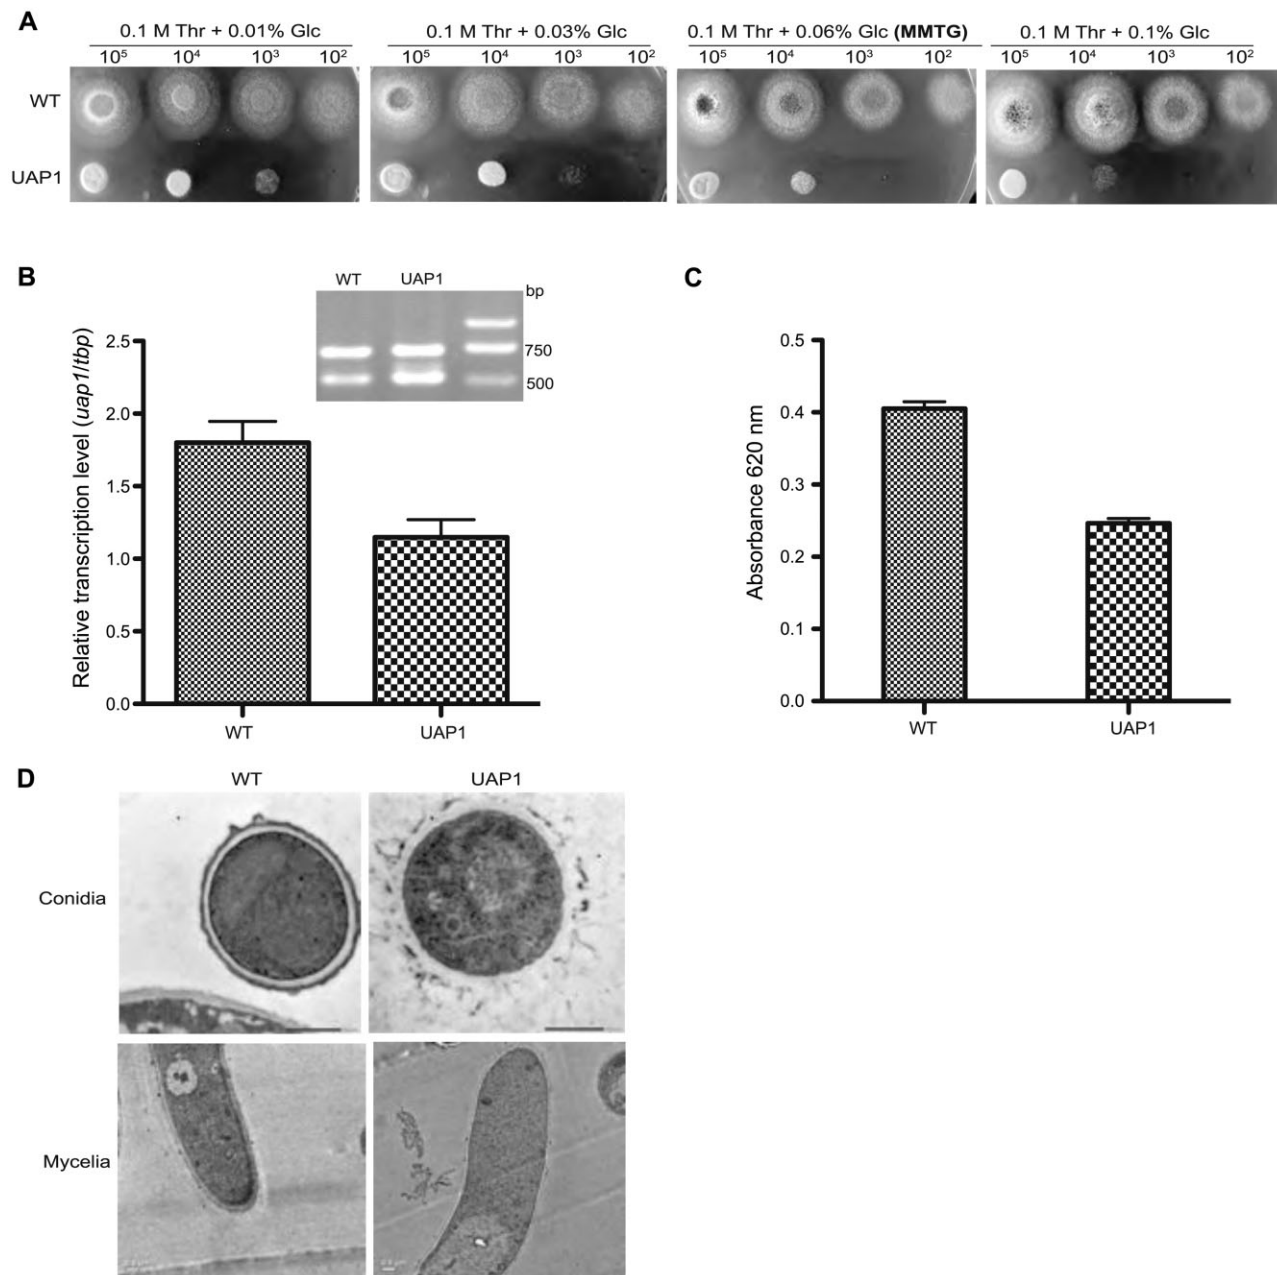 A
0.1 M Thr + 0.01% Glc
0.1 M Thr + 0.03% Glc
0.1 M Thr + 0.06% Glc (MMTG)
0.1 M Thr + 0.1% Glc
10⁵ 10⁴ 10³ 10²
10⁵ 10⁴ 10³ 10²
10⁵ 10⁴ 10³ 10²
10⁵ 10⁴ 10³ 10²
WT
UAP1
B
WT UAP1
bp
750
500
Relative transcription level (uap1/tbp)
2.5
2.0
1.5
1.0
0.5
0.0
WT UAP1
C
Absorbance 620 nm
0.5
0.4
0.3
0.2
0.1
0.0
WT UAP1
D
WT UAP1
Conidia
Mycelia